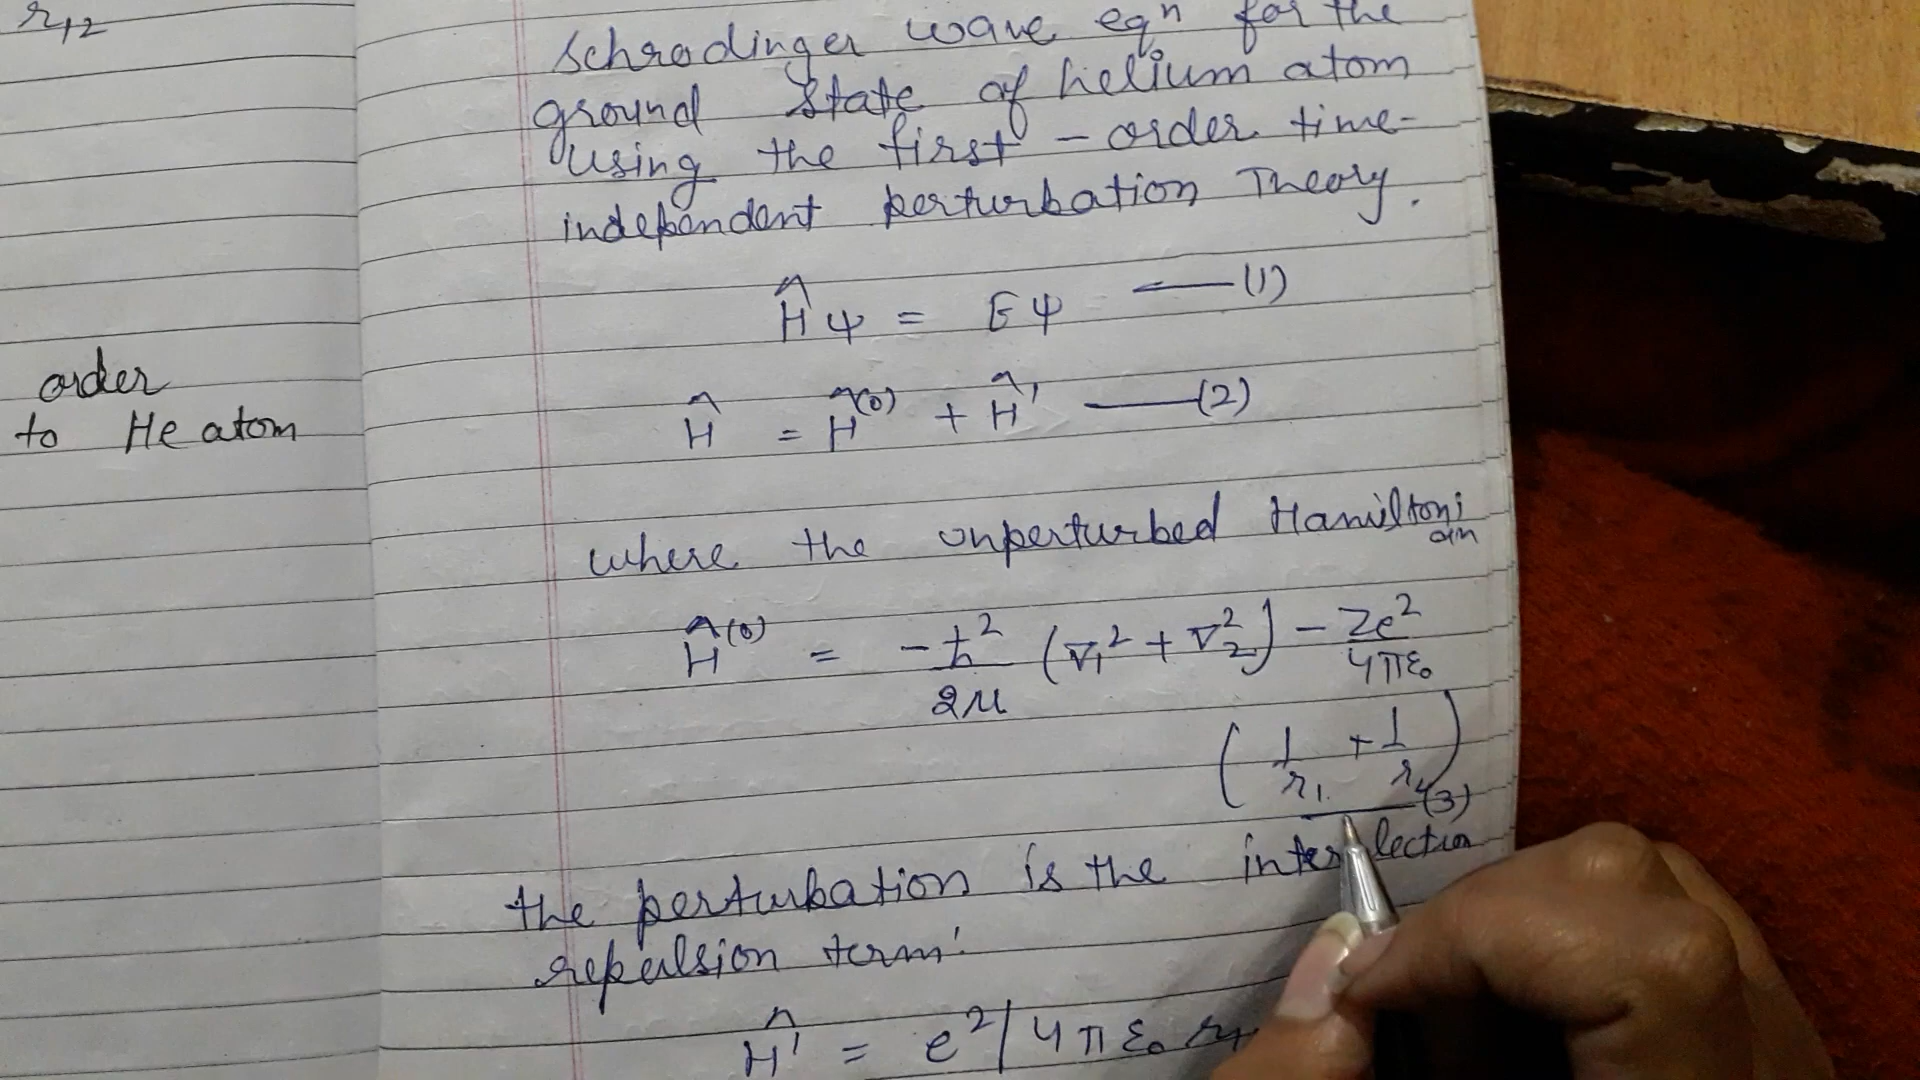 r12
order
to He atom
schrodinger wave eqn for the
ground state of helium atom
using the first - order time-
independent perturbation Theory.
Ĥψ = Eψ —(1)
Ĥ = Ĥ(0) + Ĥ' —(2)
where the unperturbed Hamiltoni
an
Ĥ(0) = -ħ²/2μ (∇1² + ∇2²) - Ze²/4πε0
(1/r1 + 1/r2) —(3)
the perturbation is the
repulsion term:
Ĥ' = e²/4πε0